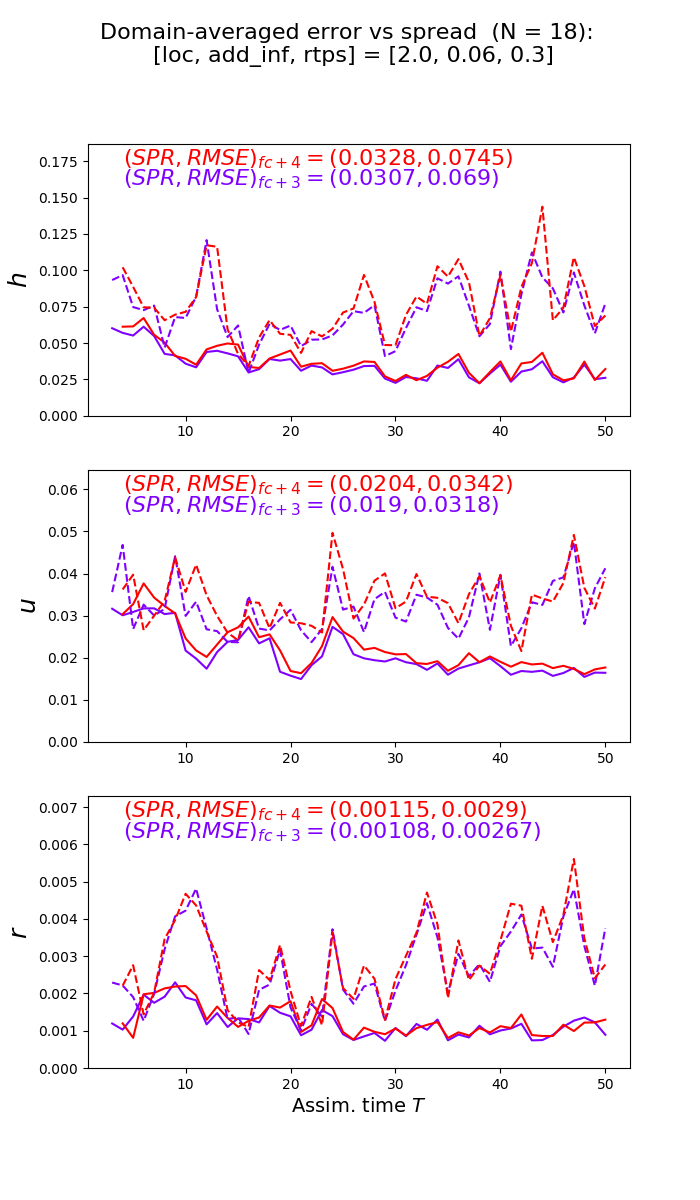 Domain-averaged error vs spread (N = 18):
[loc, add_inf, rtps] = [2.0, 0.06, 0.3]
(SPR, RMSE)fc+4 = (0.0328, 0.0745)
(SPR, RMSE)fc+3 = (0.0307, 0.069)
0.175
0.150
0.125
0.100
0.075
0.050
0.025
0.000
h
10 20 30 40 50
(SPR, RMSE)fc+4 = (0.0204, 0.0342)
(SPR, RMSE)fc+3 = (0.019, 0.0318)
0.06
0.05
0.04
0.03
0.02
0.01
0.00
u
10 20 30 40 50
(SPR, RMSE)fc+4 = (0.00115, 0.0029)
(SPR, RMSE)fc+3 = (0.00108, 0.00267)
0.007
0.006
0.005
0.004
0.003
0.002
0.001
0.000
r
10 20 30 40 50
Assim. time T